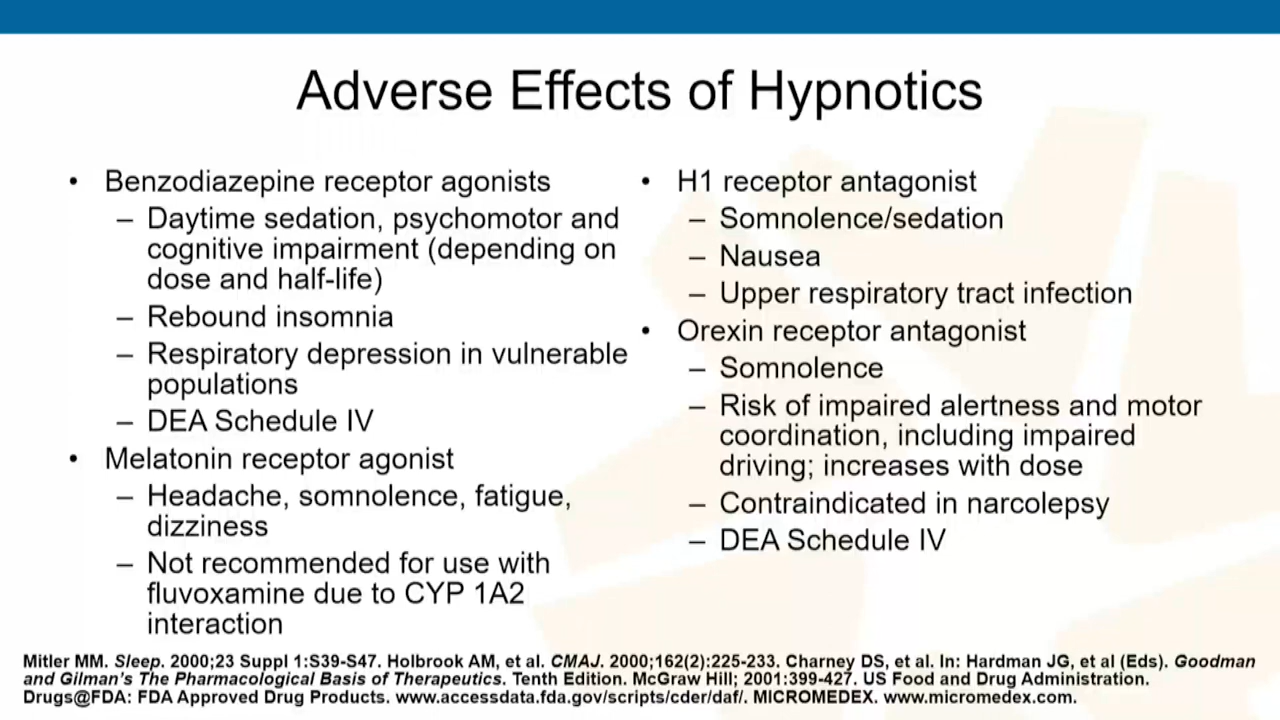 Adverse Effects of Hypnotics
• Benzodiazepine receptor agonists
– Daytime sedation, psychomotor and
cognitive impairment (depending on
dose and half-life)
– Rebound insomnia
– Respiratory depression in vulnerable
populations
– DEA Schedule IV
• Melatonin receptor agonist
– Headache, somnolence, fatigue,
dizziness
– Not recommended for use with
fluvoxamine due to CYP 1A2
interaction
• H1 receptor antagonist
– Somnolence/sedation
– Nausea
– Upper respiratory tract infection
• Orexin receptor antagonist
– Somnolence
– Risk of impaired alertness and motor
coordination, including impaired
driving; increases with dose
– Contraindicated in narcolepsy
– DEA Schedule IV
Mitler MM. Sleep. 2000;23 Suppl 1:S39-S47. Holbrook AM, et al. CMAJ. 2000;162(2):225-233. Charney DS, et al. In: Hardman JG, et al (Eds). Goodman
and Gilman's The Pharmacological Basis of Therapeutics. Tenth Edition. McGraw Hill; 2001:399-427. US Food and Drug Administration.
Drugs@FDA: FDA Approved Drug Products. www.accessdata.fda.gov/scripts/cder/daf/. MICROMEDEX. www.micromedex.com.